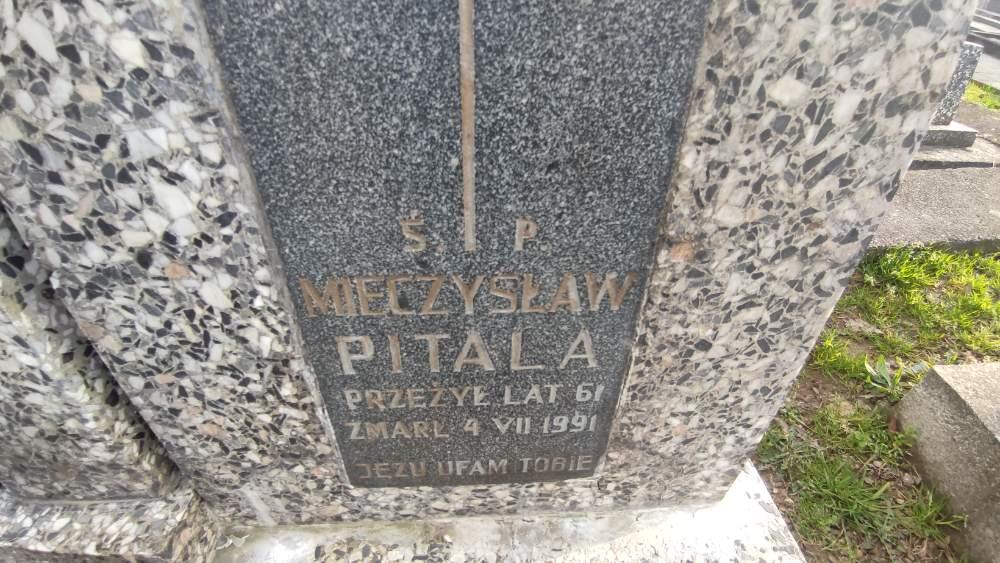 Ś. P.
MIECZYSŁAW
PITALA
PRZEŻYŁ LAT 61
ZMARŁ 4 VII 1991
JEZU UFAM TOBIE